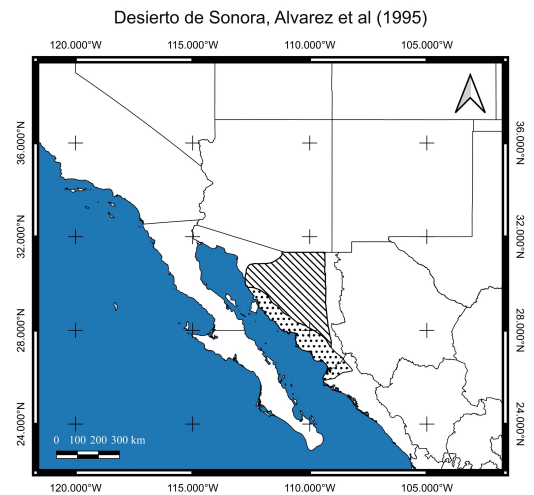 Desierto de Sonora, Alvarez et al (1995)
120.000°W 115.000°W 110.000°W 105.000°W
36.000°N 36.000°N
32.000°N 32.000°N
28.000°N 28.000°N
24.000°N 24.000°N
0 100 200 300 km
120.000°W 115.000°W 110.000°W 105.000°W